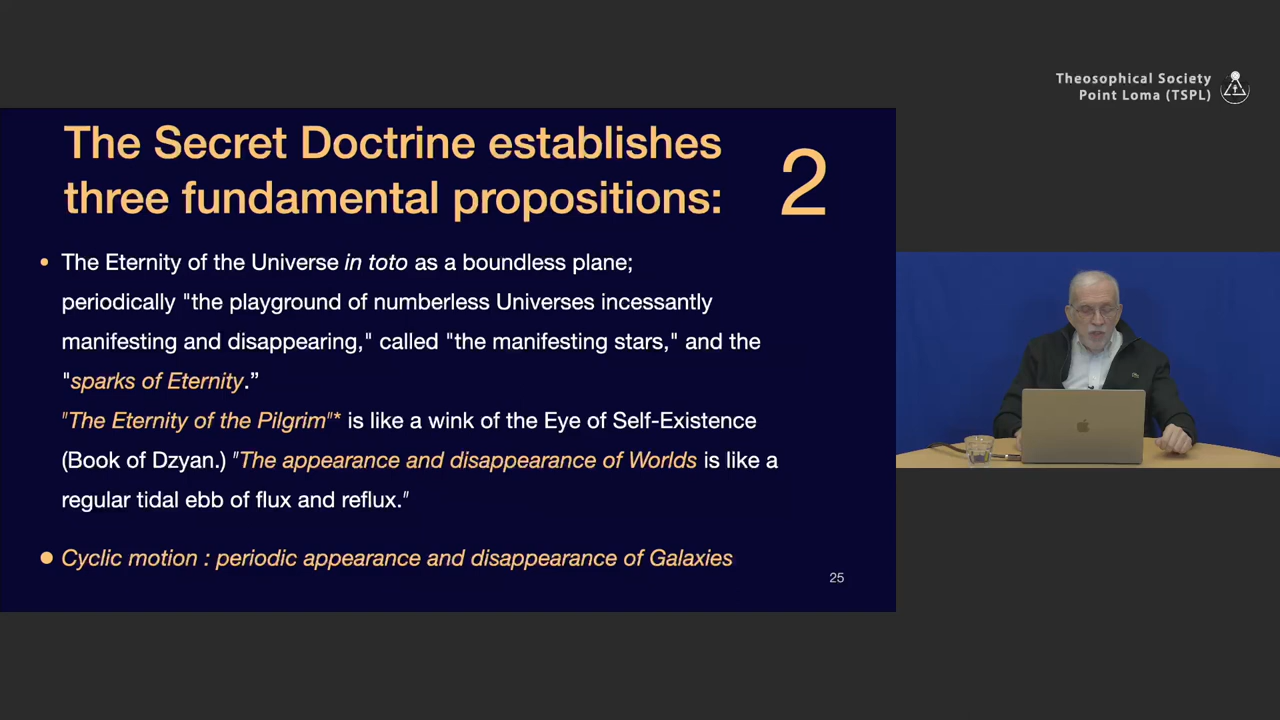 Theosophical Society
Point Loma (TSPL)
The Secret Doctrine establishes
three fundamental propositions:
2
• The Eternity of the Universe in toto as a boundless plane;
periodically "the playground of numberless Universes incessantly
manifesting and disappearing," called "the manifesting stars," and the
"sparks of Eternity.”
"The Eternity of the Pilgrim"* is like a wink of the Eye of Self-Existence
(Book of Dzyan.) "The appearance and disappearance of Worlds is like a
regular tidal ebb of flux and reflux."
• Cyclic motion : periodic appearance and disappearance of Galaxies
25